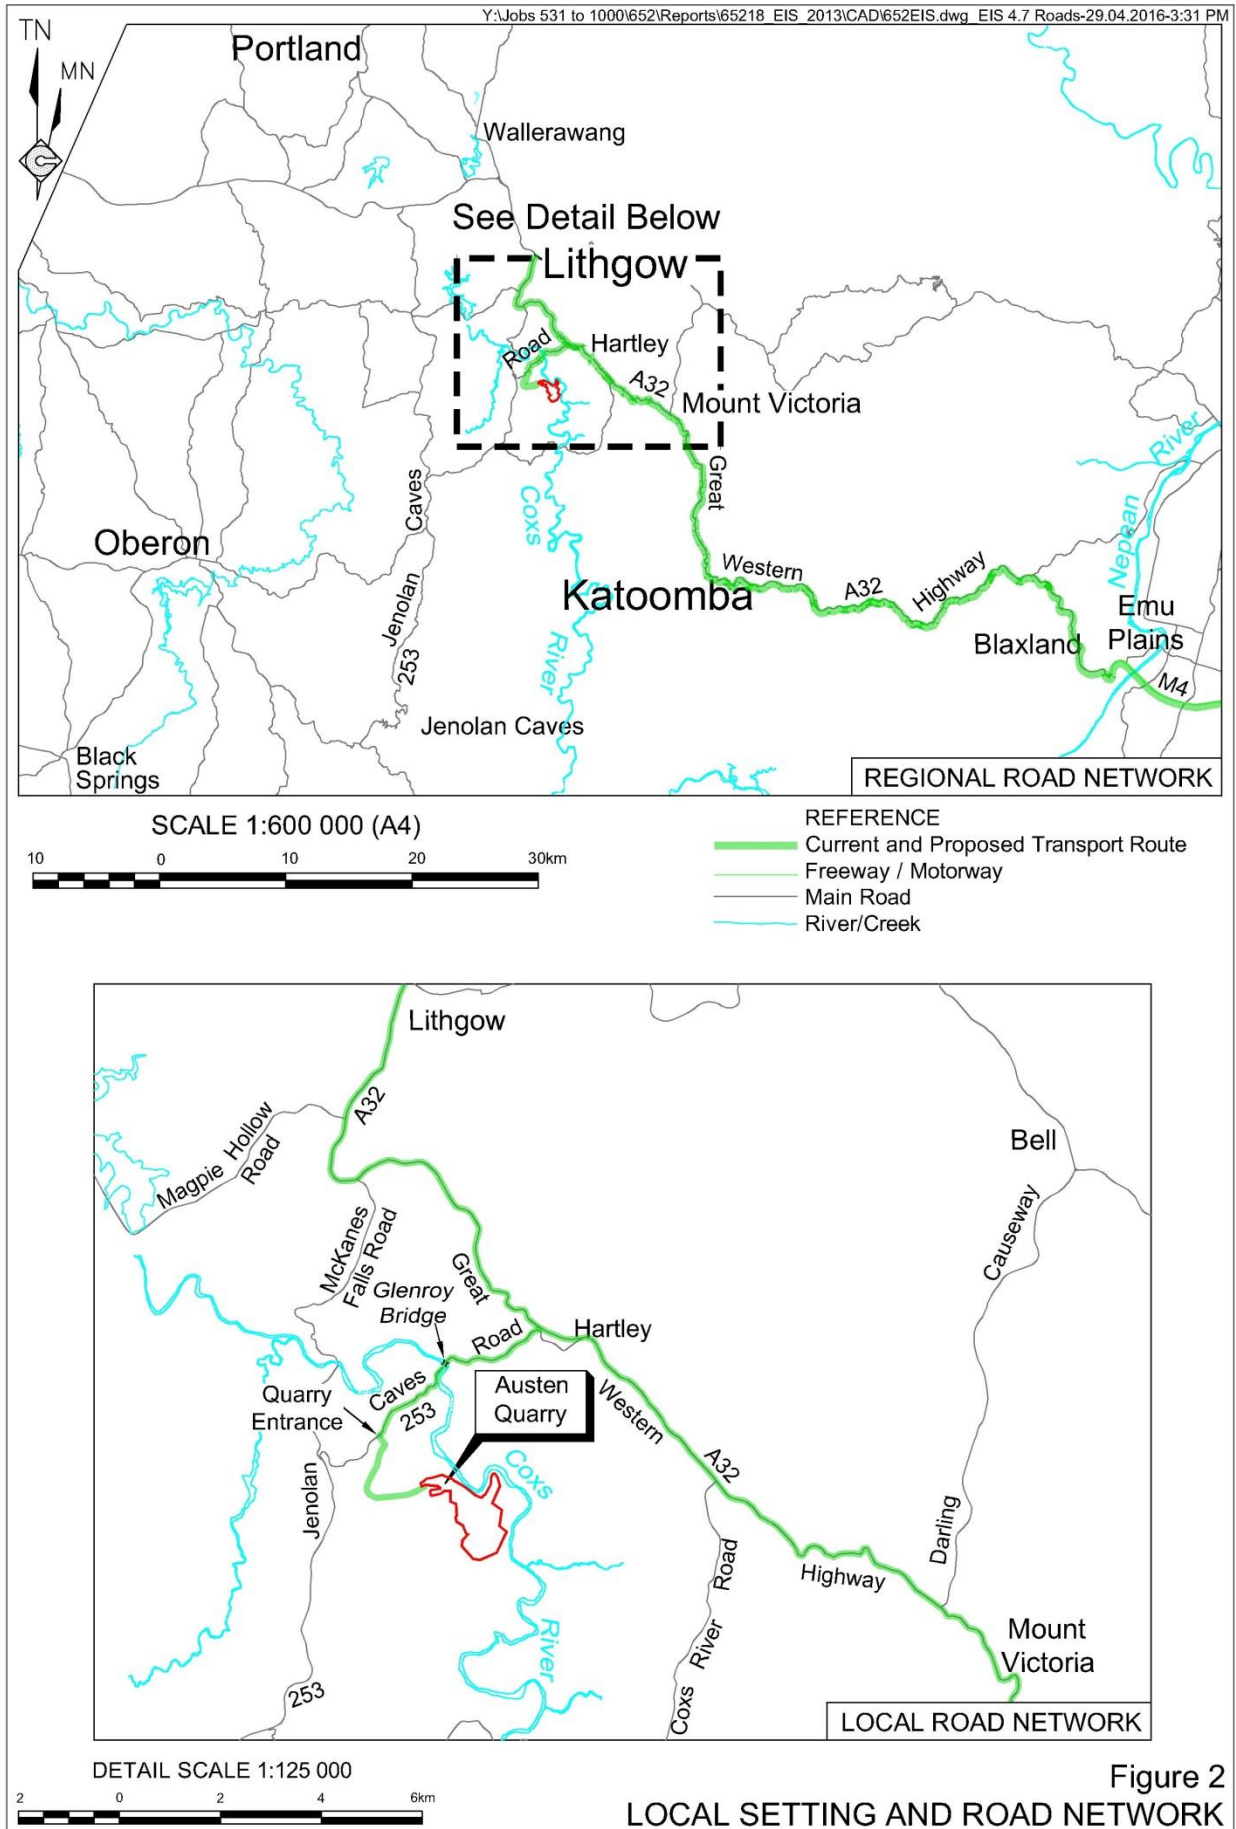 Y:\Jobs 531 to 1000\652\Reports\65218_EIS_2013\CAD\652EIS.dwg_EIS 4.7 Roads-29.04.2016-3:31 PM
TN
MN
Portland
Wallerawang
See Detail Below
Lithgow
Road
Hartley
A32
Mount Victoria
Great
Caves
Coxs
River
Nepean
Oberon
Western
Katoomba
A32
Highway
Emu
Plains
Blaxland
Jenolan
253
River
M4
Jenolan Caves
Black
Springs
REGIONAL ROAD NETWORK
SCALE 1:600 000 (A4)
10 0 10 20 30km
REFERENCE
Current and Proposed Transport Route
Freeway / Motorway
Main Road
River/Creek
Lithgow
A32
Magpie Hollow
Road
Bell
McKanes
Falls Road
Causeway
Great
Glenroy
Bridge
Road
Hartley
Quarry
Entrance
Caves
253
Austen
Quarry
Western
A32
Coxs
Jenolan
Darling
Highway
Coxs River Road
River
Mount
Victoria
253
LOCAL ROAD NETWORK
DETAIL SCALE 1:125 000
2 0 2 4 6km
Figure 2
LOCAL SETTING AND ROAD NETWORK